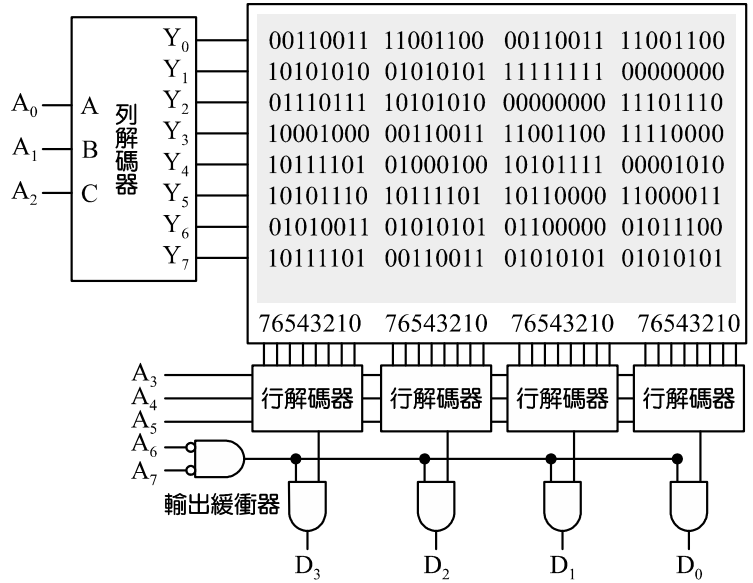 Y0 00110011 11001100 00110011 11001100
Y1 10101010 01010101 11111111 00000000
A0 A Y2 01110111 10101010 00000000 11101110
A1 B Y3 10001000 00110011 11001100 11110000
A2 C Y4 10111101 01000100 10101111 00001010
Y5 10101110 10111101 10110000 11000011
Y6 01010011 01010101 01100000 01011100
Y7 10111101 00110011 01010101 01010101
列解碼器
76543210 76543210 76543210 76543210
A3
A4 行解碼器 行解碼器 行解碼器 行解碼器
A5
A6
A7
輸出緩衝器
D3 D2 D1 D0